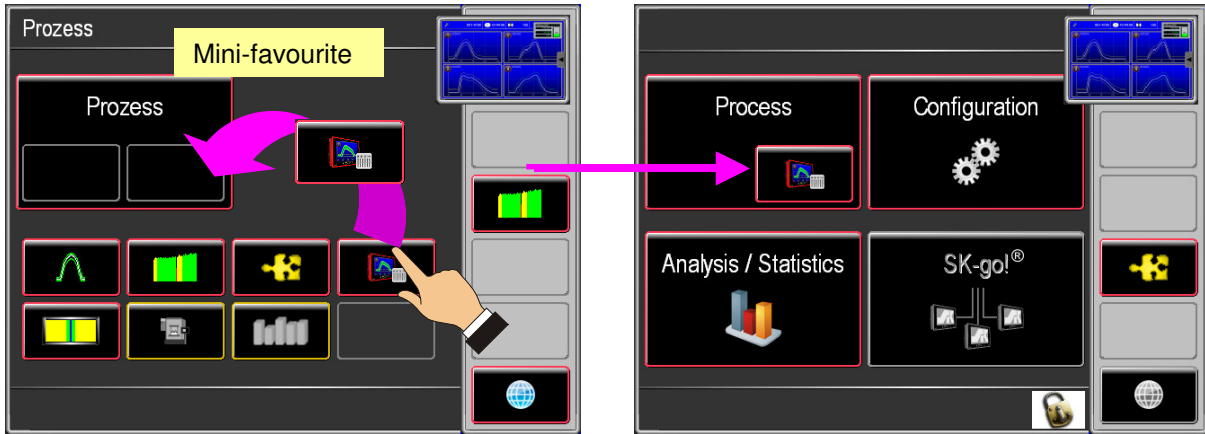 Prozess
Mini-favourite
Prozess
Process
Configuration
Analysis / Statistics
SK-go!®